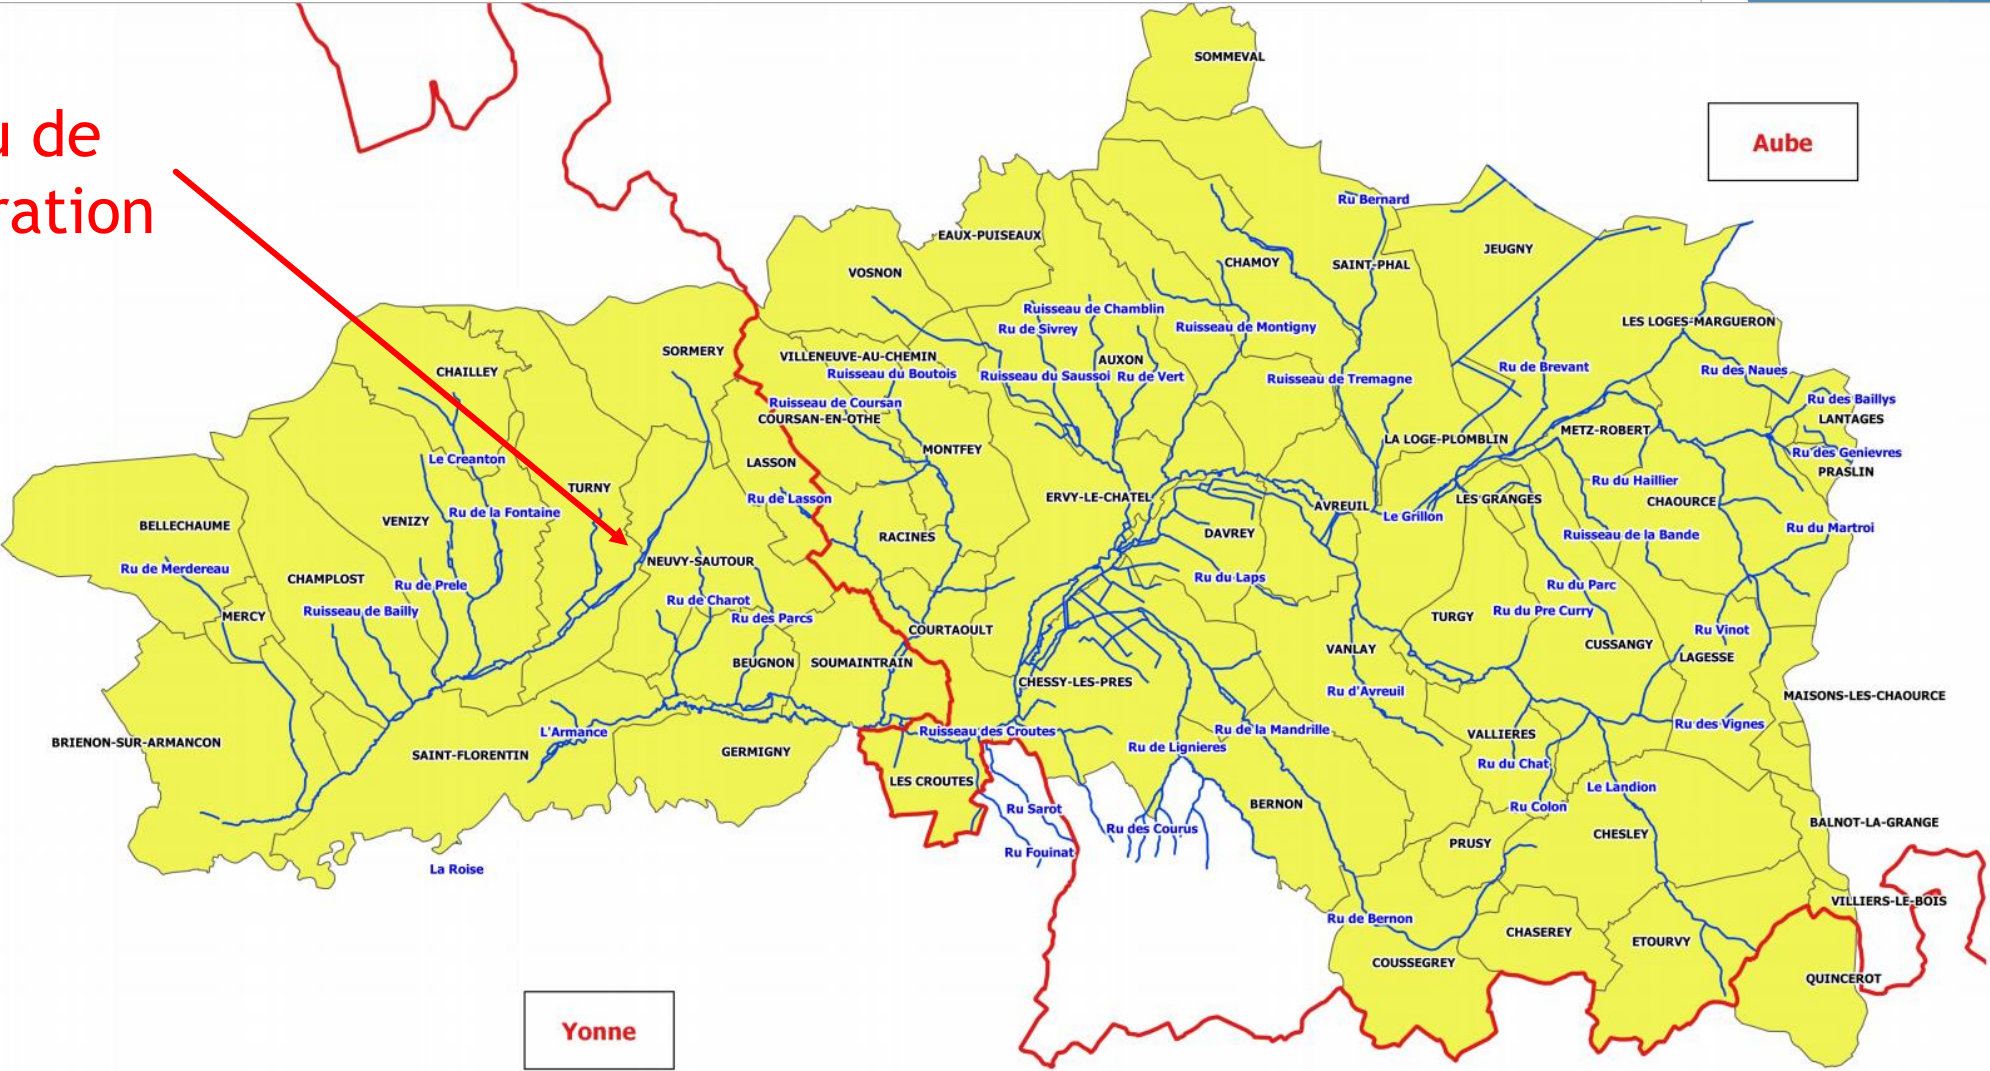 u de
ration
SOMMEVAL
Aube
Ru Bernard
EAUX-PUISEAUX
JEUGNY
VOSNON
CHAMOY
SAINT-PHAL
Ruisseau de Chamblin
Ru de Sivrey
Ruisseau de Montigny
LES LOGES-MARGUERON
SORMERY
VILLENEUVE-AU-CHEMIN
AUXON
CHAILLEY
Ruisseau du Boutois
Ruisseau du Saussoi
Ru de Vert
Ruisseau de Tremagne
Ru de Brevant
Ru des Naues
Ruisseau de Coursan
Ru des Baillys
COURSAN-EN-OTHE
LANTAGES
METZ-ROBERT
LA LOGE-PLOMBLIN
MONTFEY
Le Creanton
LASSON
Ru des Genievres
PRASLIN
TURNY
Ru de Lasson
ERVY-LE-CHATEL
Ru du Haillier
LES GRANGES
CHAOURCE
AVREUIL
Le Grillon
BELLECHAUME
VENIZY
Ru de la Fontaine
RACINES
DAVREY
Ruisseau de la Bande
Ru du Martroi
Ru de Merdereau
CHAMPLOST
Ru de Prele
NEUVY-SAUTOUR
Ru du Laps
Ru du Parc
MERCY
Ruisseau de Bailly
Ru de Charot
Ru des Parcs
COURTAOULT
TURGY
Ru du Pre Curry
Ru Vinot
BEUGNON
SOUMAINTRAIN
VANLAY
CUSSANGY
LAGESSE
CHESSY-LES-PRES
Ru d'Avreuil
MAISONS-LES-CHAOURCE
BRIENON-SUR-ARMANCON
SAINT-FLORENTIN
L'Armance
GERMIGNY
Ruisseau des Croutes
Ru de Lignieres
Ru de la Mandrille
VALLIERES
Ru des Vignes
LES CROUTES
Ru du Chat
Le Landion
Ru Sarot
Ru des Courus
BERNON
Ru Colon
BALNOT-LA-GRANGE
Ru Fouinat
PRUSY
CHESLEY
La Roise
VILLIERS-LE-BOIS
Ru de Bernon
CHASEREY
ETOURVY
COUSSEGREY
QUINCEROT
Yonne